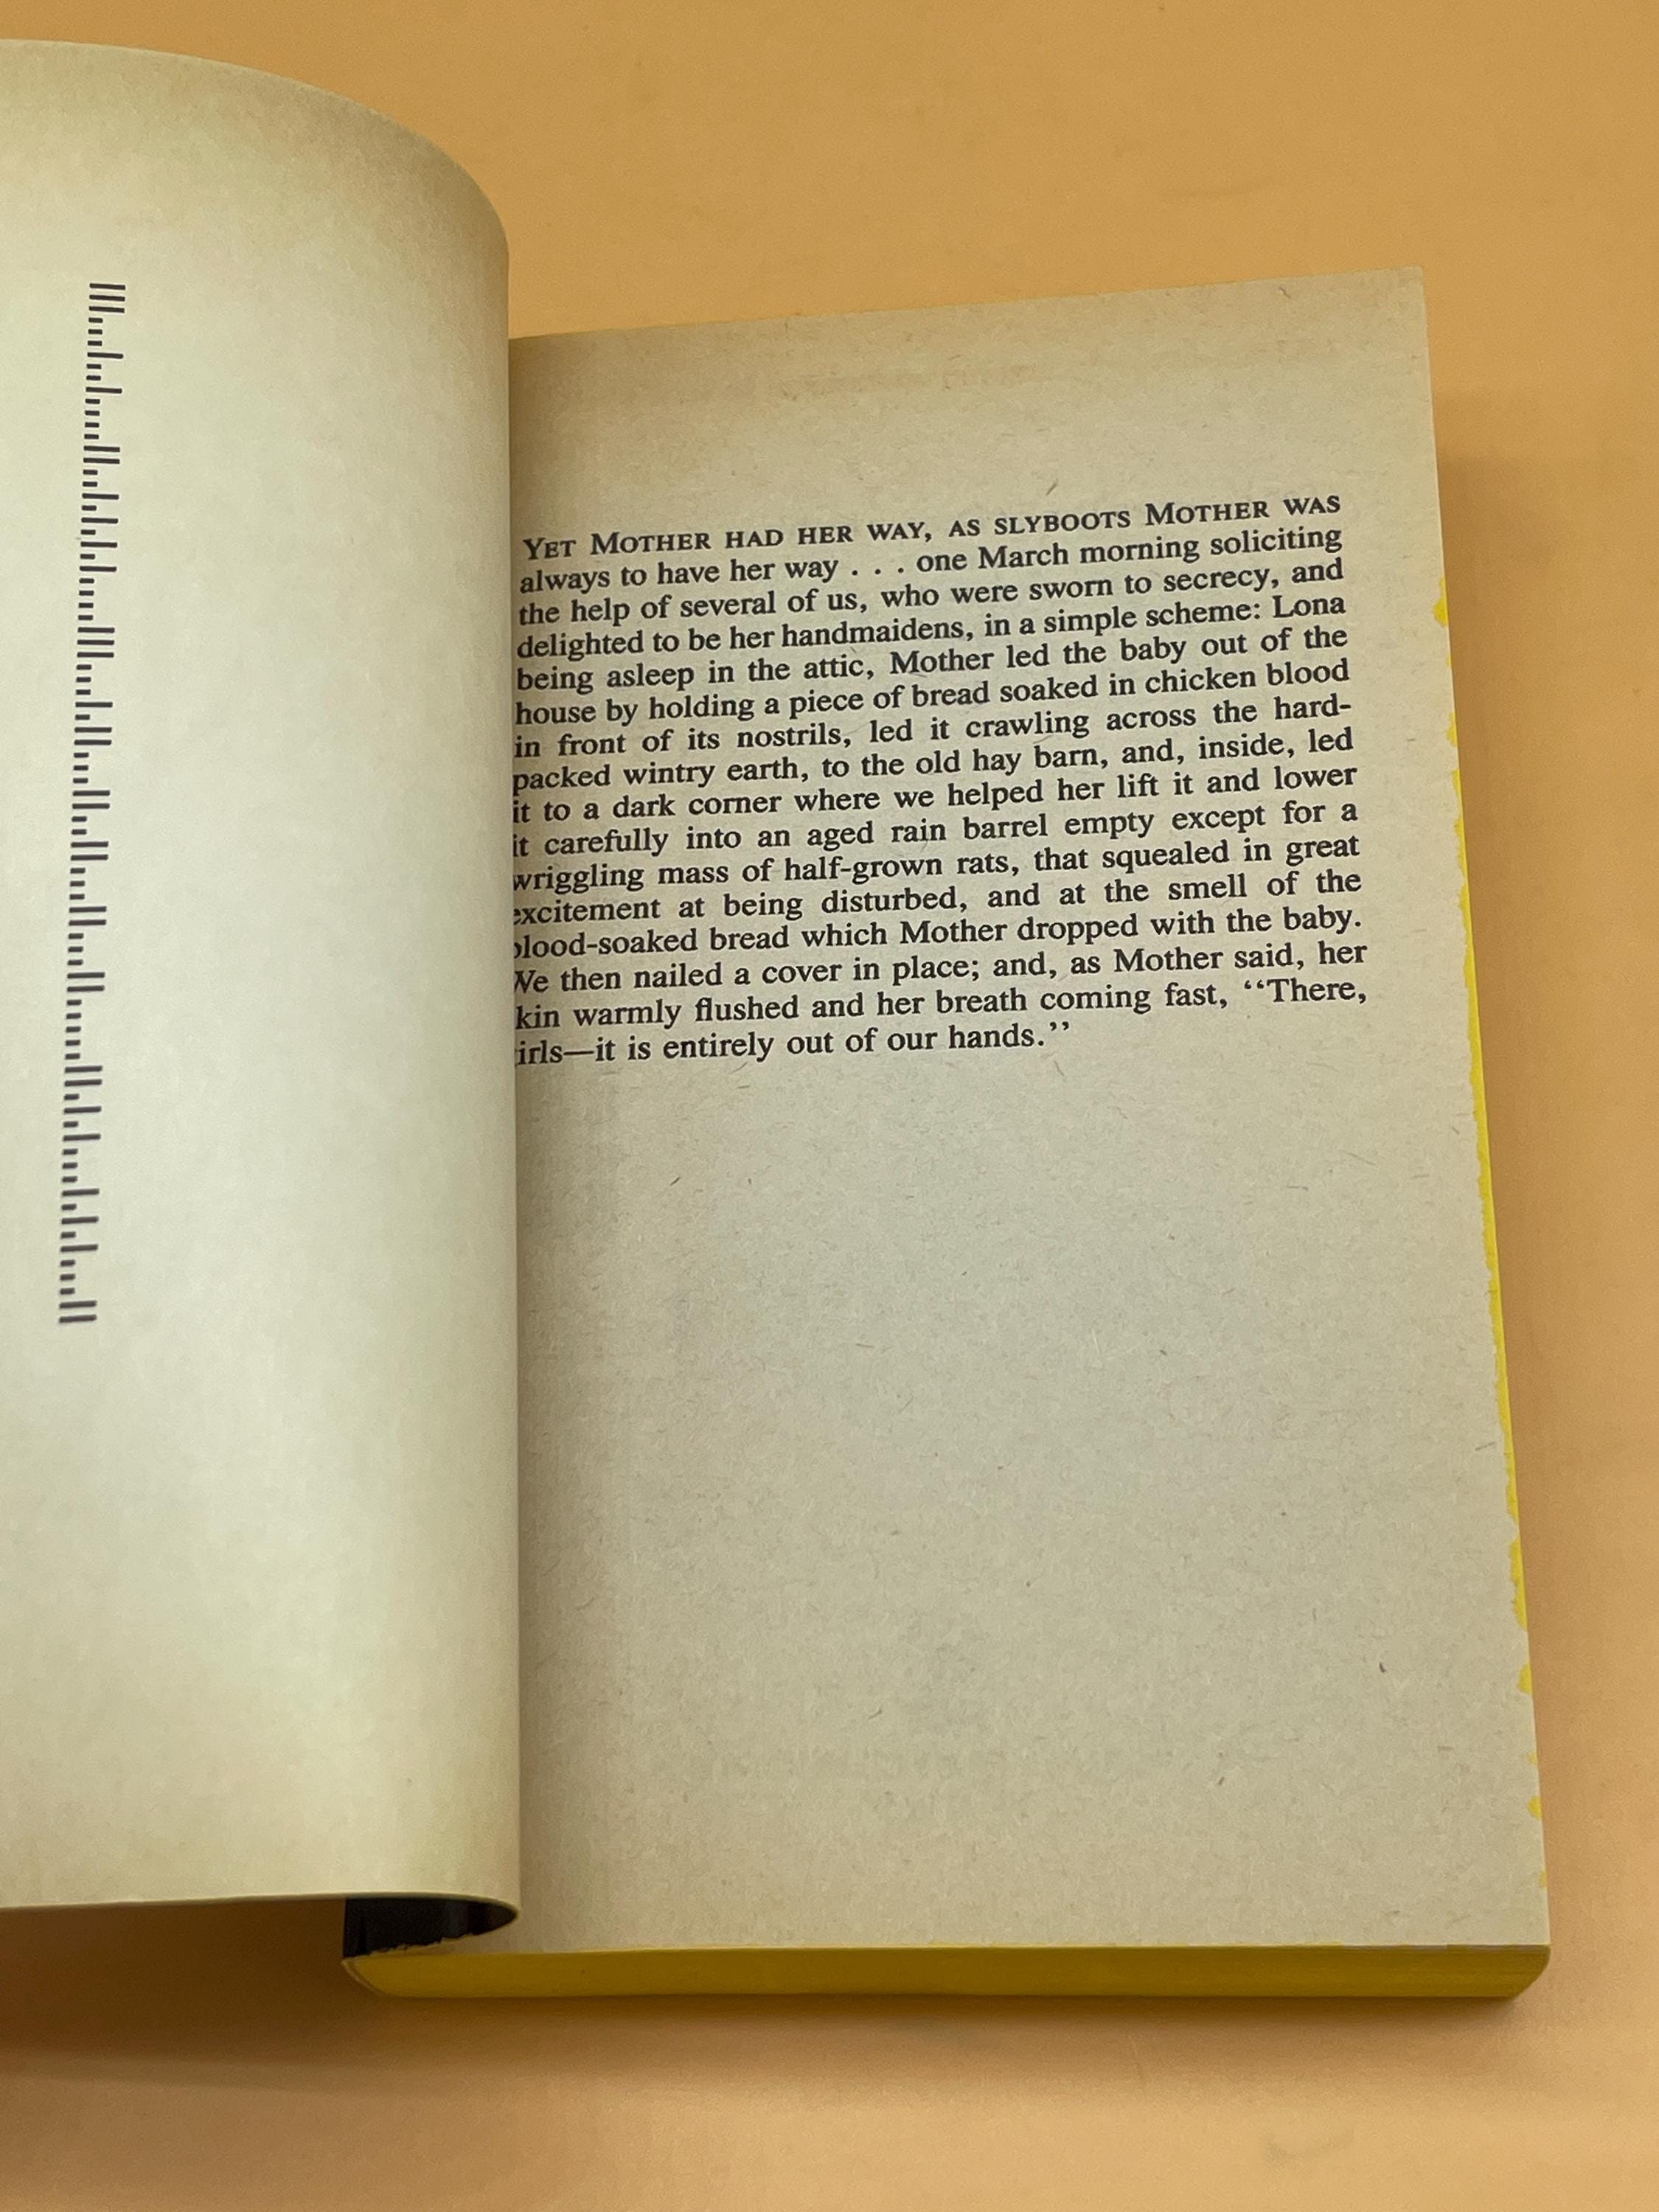 YET MOTHER HAD HER WAY, AS SLYBOOTS MOTHER WAS
always to have her way . . . one March morning soliciting
the help of several of us, who were sworn to secrecy, and
delighted to be her handmaidens, in a simple scheme: Lona
being asleep in the attic, Mother led the baby out of the
house by holding a piece of bread soaked in chicken blood
in front of its nostrils, led it crawling across the hard-
packed wintry earth, to the old hay barn, and, inside, led
it to a dark corner where we helped her lift it and lower
it carefully into an aged rain barrel empty except for a
wriggling mass of half-grown rats, that squealed in great
excitement at being disturbed, and at the smell of the
blood-soaked bread which Mother dropped with the baby.
We then nailed a cover in place; and, as Mother said, her
kin warmly flushed and her breath coming fast, “There,
irls—it is entirely out of our hands.”